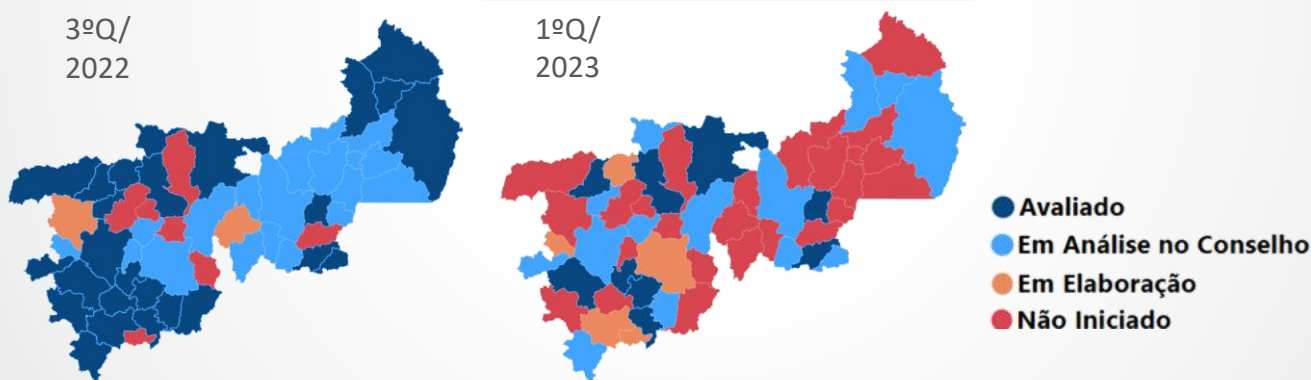 3ºQ/
2022
1ºQ/
2023
Avaliado
Em Análise no Conselho
Em Elaboração
Não Iniciado